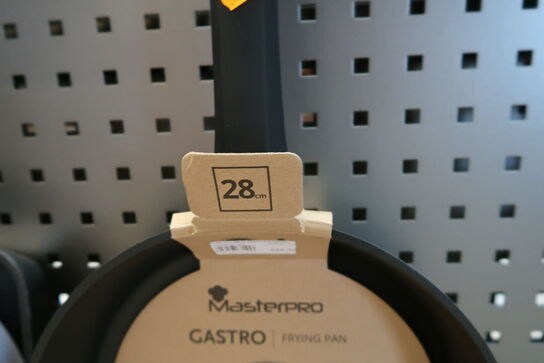 28cm
MasterPro
GASTRO | FRYING PAN